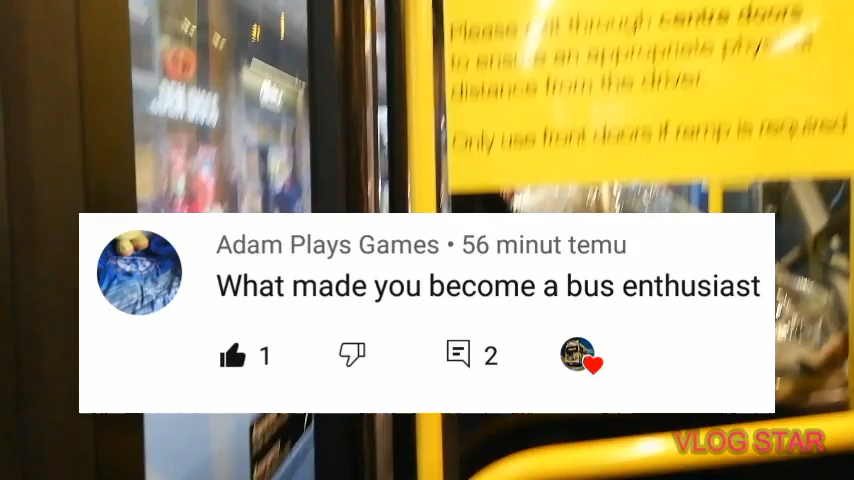 Please exit through centre doors
to ensure an appropriate physical
distance from the driver
Only use front doors if ramp is required
Adam Plays Games • 56 minut temu
What made you become a bus enthusiast
1
2
VLOG STAR